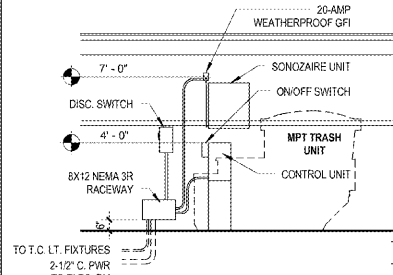 20-AMP
WEATHERPROOF GFI
7' - 0"
SONOZAIRE UNIT
ON/OFF SWITCH
DISC. SWITCH
4' - 0"
MPT TRASH
UNIT
8X12 NEMA 3R
RACEWAY
CONTROL UNIT
6"
TO T.C. LT. FIXTURES
2-1/2" C. PWR